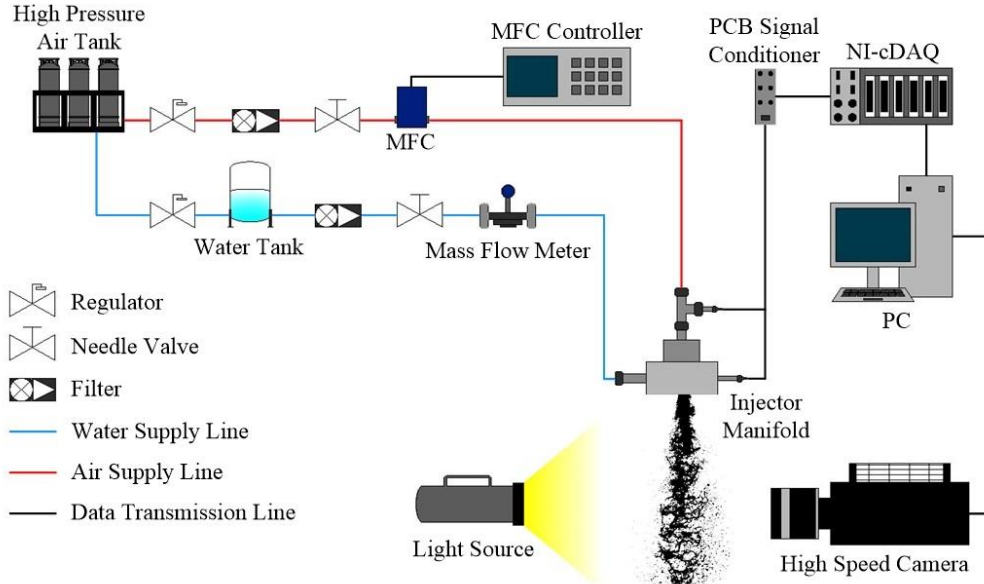 High Pressure
Air Tank
MFC Controller
PCB Signal
Conditioner
NI-cDAQ
MFC
Water Tank
Mass Flow Meter
PC
Regulator
Needle Valve
Filter
Water Supply Line
Air Supply Line
Data Transmission Line
Injector
Manifold
Light Source
High Speed Camera